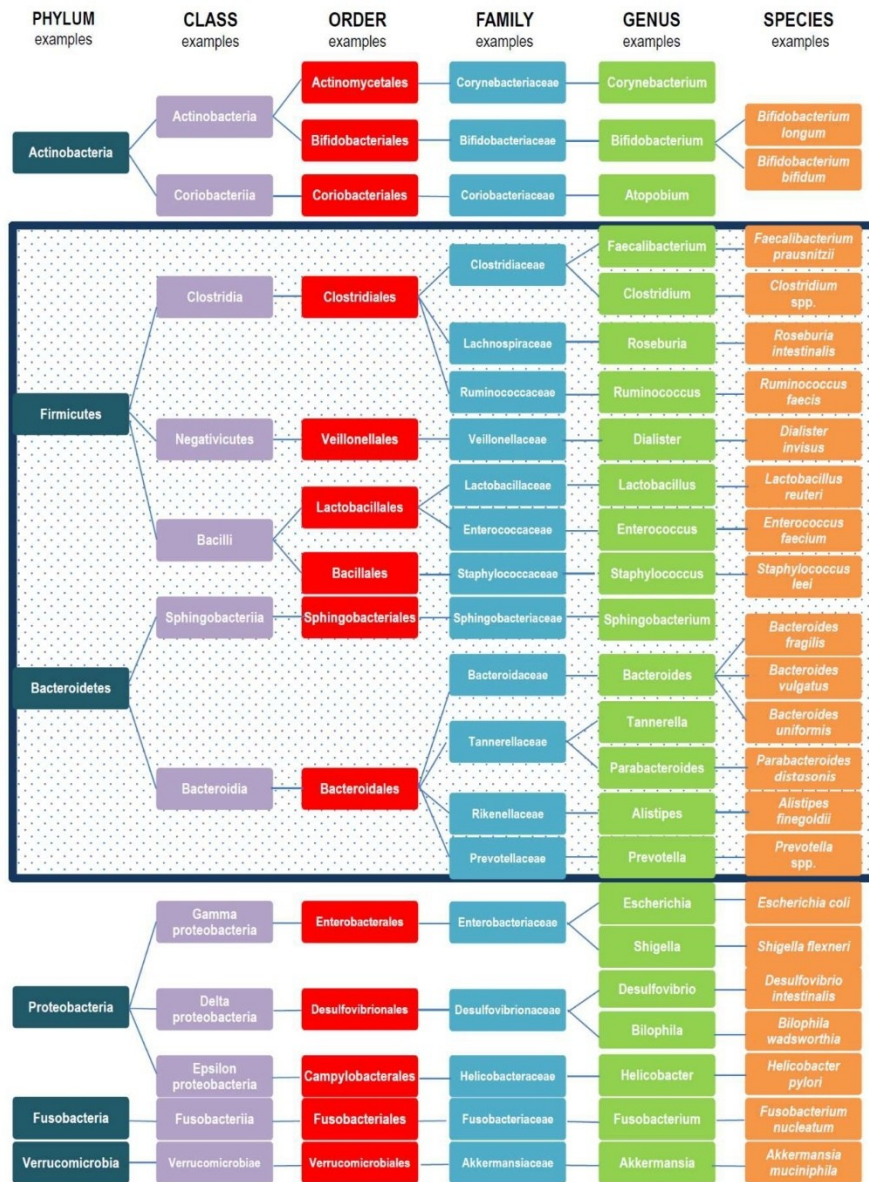 PHYLUM
examples
CLASS
examples
ORDER
examples
FAMILY
examples
GENUS
examples
SPECIES
examples
Actinobacteria
Actinobacteria
Actinomycetales
Corynebacteriaceae
Corynebacterium
Bifidobacteriales
Bifidobacteriaceae
Bifidobacterium
Bifidobacterium
longum
Bifidobacterium
bifidum
Coriobacteriia
Coriobacteriales
Coriobacteriaceae
Atopobium
Firmicutes
Clostridia
Clostridiales
Clostridiaceae
Faecalibacterium
Faecalibacterium
prausnitzii
Clostridium
Clostridium
spp.
Lachnospiraceae
Roseburia
Roseburia
intestinalis
Ruminococcaceae
Ruminococcus
Ruminococcus
faecis
Negativicutes
Veillonellales
Veillonellaceae
Dialister
Dialister
invisus
Bacilli
Lactobacillales
Lactobacillaceae
Lactobacillus
Lactobacillus
reuteri
Enterococcaceae
Enterococcus
Enterococcus
faecium
Bacillales
Staphylococcaceae
Staphylococcus
Staphylococcus
leei
Bacteroidetes
Sphingobacteriia
Sphingobacteriales
Sphingobacteriaceae
Sphingobacterium
Bacteroidia
Bacteroidales
Bacteroidaceae
Bacteroides
Bacteroides
fragilis
Bacteroides
vulgatus
Bacteroides
uniformis
Tannerellaceae
Tannerella
Parabacteroides
Parabacteroides
distasonis
Rikenellaceae
Alistipes
Alistipes
finegoldii
Prevotellaceae
Prevotella
Prevotella
spp.
Proteobacteria
Gamma
proteobacteria
Enterobacterales
Enterobacteriaceae
Escherichia
Escherichia coli
Shigella
Shigella flexneri
Delta
proteobacteria
Desulfovibrionales
Desulfovibrionaceae
Desulfovibrio
Desulfovibrio
intestinalis
Bilophila
Bilophila
wadsworthia
Epsilon
proteobacteria
Campylobacterales
Helicobacteraceae
Helicobacter
Helicobacter
pylori
Fusobacteria
Fusobacteriia
Fusobacteriales
Fusobacteriaceae
Fusobacterium
Fusobacterium
nucleatum
Verrucomicrobia
Verrucomicrobiae
Verrucomicrobiales
Akkermansiaceae
Akkermansia
Akkermansia
muciniphila